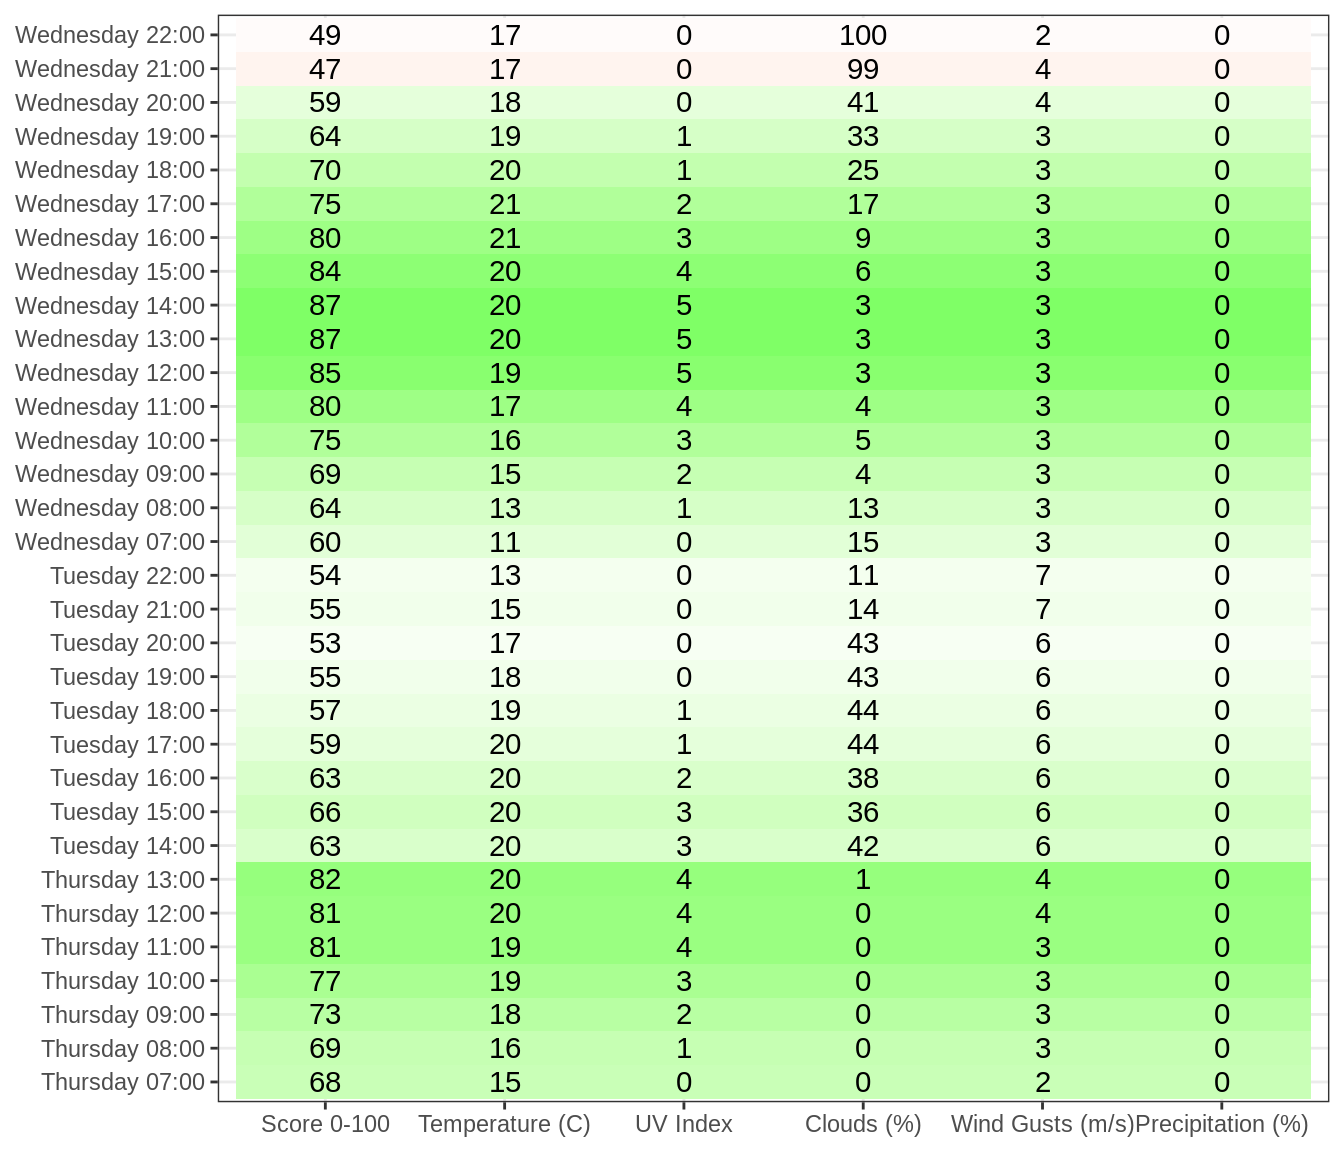 Wednesday 22:00 49 17 0 100 2 0
Wednesday 21:00 47 17 0 99 4 0
Wednesday 20:00 59 18 0 41 4 0
Wednesday 19:00 64 19 1 33 3 0
Wednesday 18:00 70 20 1 25 3 0
Wednesday 17:00 75 21 2 17 3 0
Wednesday 16:00 80 21 3 9 3 0
Wednesday 15:00 84 20 4 6 3 0
Wednesday 14:00 87 20 5 3 3 0
Wednesday 13:00 87 20 5 3 3 0
Wednesday 12:00 85 19 5 3 3 0
Wednesday 11:00 80 17 4 4 3 0
Wednesday 10:00 75 16 3 5 3 0
Wednesday 09:00 69 15 2 4 3 0
Wednesday 08:00 64 13 1 13 3 0
Wednesday 07:00 60 11 0 15 3 0
Tuesday 22:00 54 13 0 11 7 0
Tuesday 21:00 55 15 0 14 7 0
Tuesday 20:00 53 17 0 43 6 0
Tuesday 19:00 55 18 0 43 6 0
Tuesday 18:00 57 19 1 44 6 0
Tuesday 17:00 59 20 1 44 6 0
Tuesday 16:00 63 20 2 38 6 0
Tuesday 15:00 66 20 3 36 6 0
Tuesday 14:00 63 20 3 42 6 0
Thursday 13:00 82 20 4 1 4 0
Thursday 12:00 81 20 4 0 4 0
Thursday 11:00 81 19 4 0 3 0
Thursday 10:00 77 19 3 0 3 0
Thursday 09:00 73 18 2 0 3 0
Thursday 08:00 69 16 1 0 3 0
Thursday 07:00 68 15 0 0 2 0
Score 0-100 Temperature (C) UV Index Clouds (%) Wind Gusts (m/s) Precipitation (%)